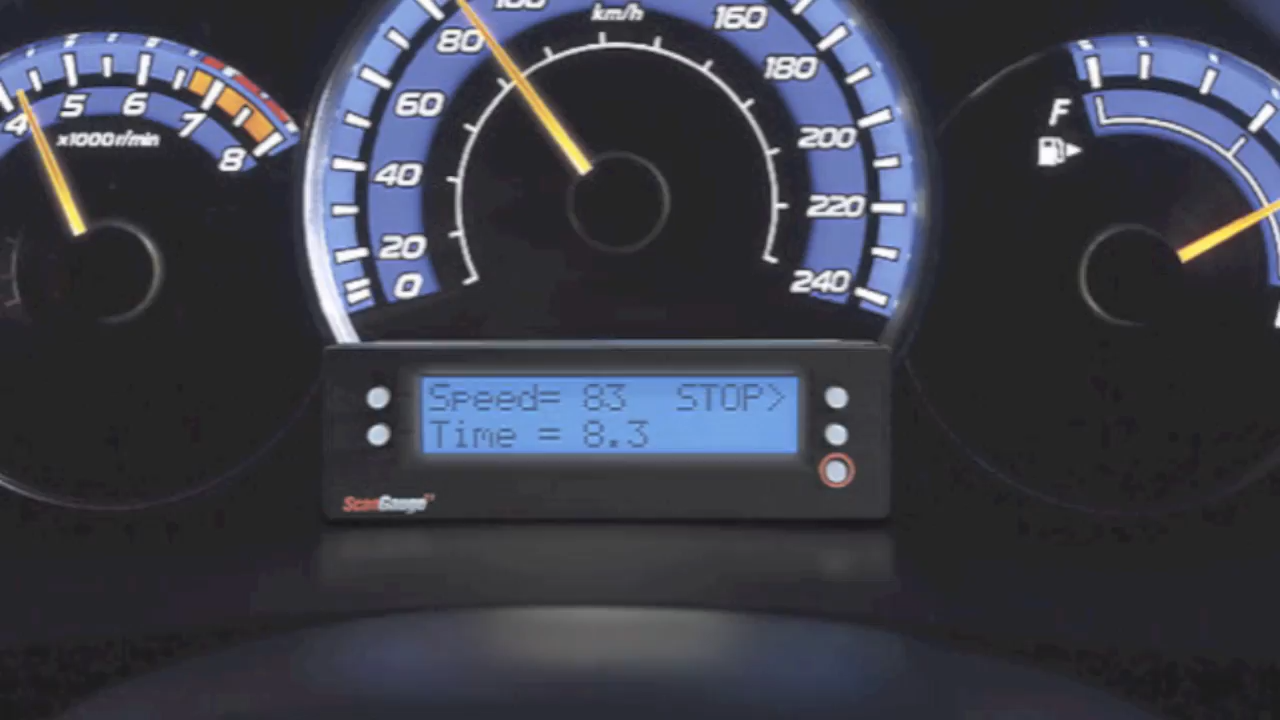 100
km/h
160
80
180
5
6
60
4
7
F
x1000r/min
200
8
40
220
20
240
0
Speed= 83 STOP>
Time = 8.3
ScanGauge II